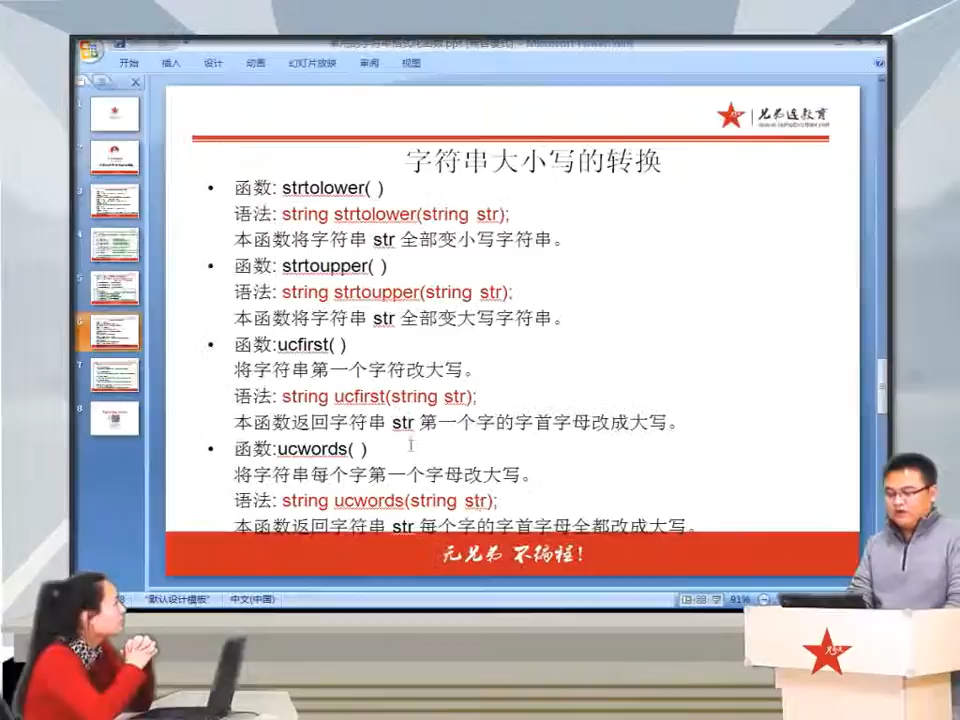 开始 插入 设计 动画 幻灯片放映 审阅 视图
兄弟连教育
字符串大小写的转换
• 函数: strtolower( )
语法: string strtolower(string str);
本函数将字符串 str 全部变小写字符串。
• 函数: strtoupper( )
语法: string strtoupper(string str);
本函数将字符串 str 全部变大写字符串。
• 函数:ucfirst( )
将字符串第一个字符改大写。
语法: string ucfirst(string str);
本函数返回字符串 str 第一个字的字首字母改成大写。
• 函数:ucwords( )
将字符串每个字第一个字母改大写。
语法: string ucwords(string str);
本函数返回字符串 str 每个字的字首字母全都改成大写。
无兄弟 不编程!
"默认设计模板" 中文(中国) 91%